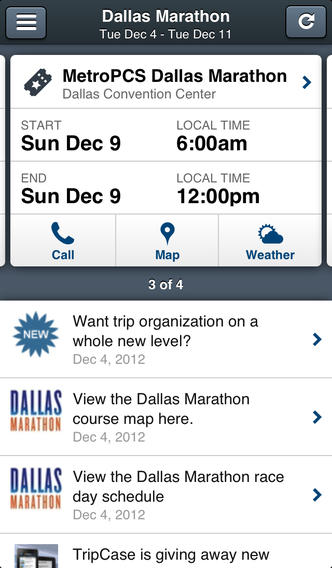 Dallas Marathon
Tue Dec 4 - Tue Dec 11
MetroPCS Dallas Marathon
Dallas Convention Center
START LOCAL TIME
Sun Dec 9 6:00am
END LOCAL TIME
Sun Dec 9 12:00pm
Call Map Weather
3 of 4
NEW
Want trip organization on a
whole new level?
Dec 4, 2012
DALLAS
MARATHON
View the Dallas Marathon
course map here.
Dec 4, 2012
DALLAS
MARATHON
View the Dallas Marathon race
day schedule
Dec 4, 2012
TripCase is giving away new